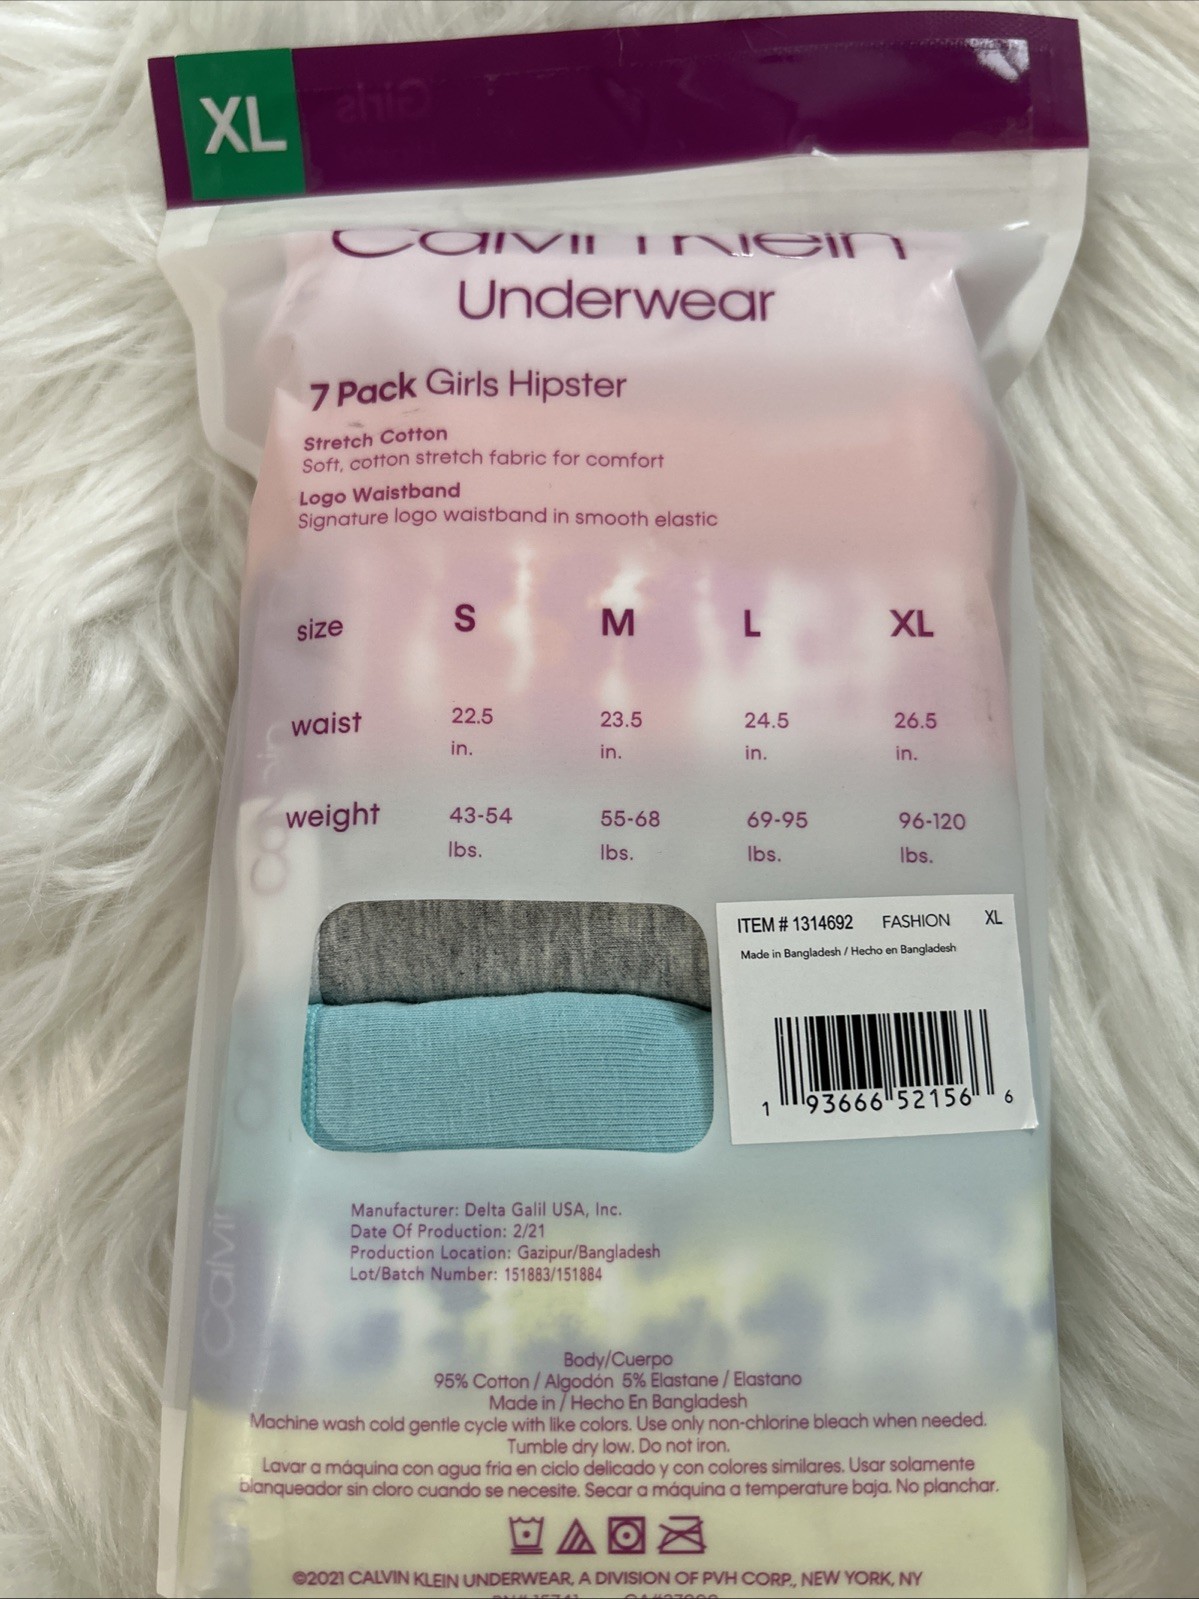 XL
Girls
Calvin Klein
Underwear
7 Pack Girls Hipster
Stretch Cotton
Soft, cotton stretch fabric for comfort
Logo Waistband
Signature logo waistband in smooth elastic
size S M L XL
waist 22.5 in. 23.5 in. 24.5 in. 26.5 in.
weight 43-54 lbs. 55-68 lbs. 69-95 lbs. 96-120 lbs.
ITEM # 1314692 FASHION XL
Made in Bangladesh / Hecho en Bangladesh
1 93666 52156 6
Calvin
Manufacturer: Delta Galil USA, Inc.
Date Of Production: 2/21
Production Location: Gazipur/Bangladesh
Lot/Batch Number: 151883/151884
Body/Cuerpo
95% Cotton / Algodón 5% Elastane / Elastano
Made in / Hecho En Bangladesh
Machine wash cold gentle cycle with like colors. Use only non-chlorine bleach when needed.
Tumble dry low. Do not iron.
Lavar a máquina con agua fria en ciclo delicado y con colores similares. Usar solamente
blanqueador sin cloro cuando se necesite. Secar a máquina a temperature baja. No planchar.
©2021 CALVIN KLEIN UNDERWEAR, A DIVISION OF PVH CORP., NEW YORK, NY